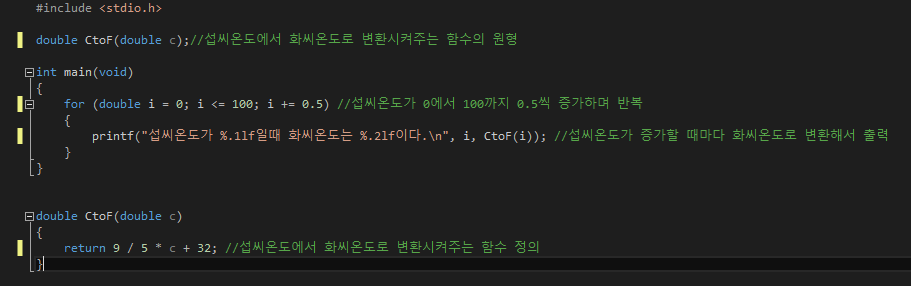 #include <stdio.h>
double CtoF(double c);//섭씨온도에서 화씨온도로 변환시켜주는 함수의 원형
int main(void)
{
for (double i = 0; i <= 100; i += 0.5) //섭씨온도가 0에서 100까지 0.5씩 증가하며 반복
{
printf("섭씨온도가 %.1lf일때 화씨온도는 %.2lf이다.\n", i, CtoF(i)); //섭씨온도가 증가할 때마다 화씨온도로 변환해서 출력
}
}
double CtoF(double c)
{
return 9 / 5 * c + 32; //섭씨온도에서 화씨온도로 변환시켜주는 함수 정의
}